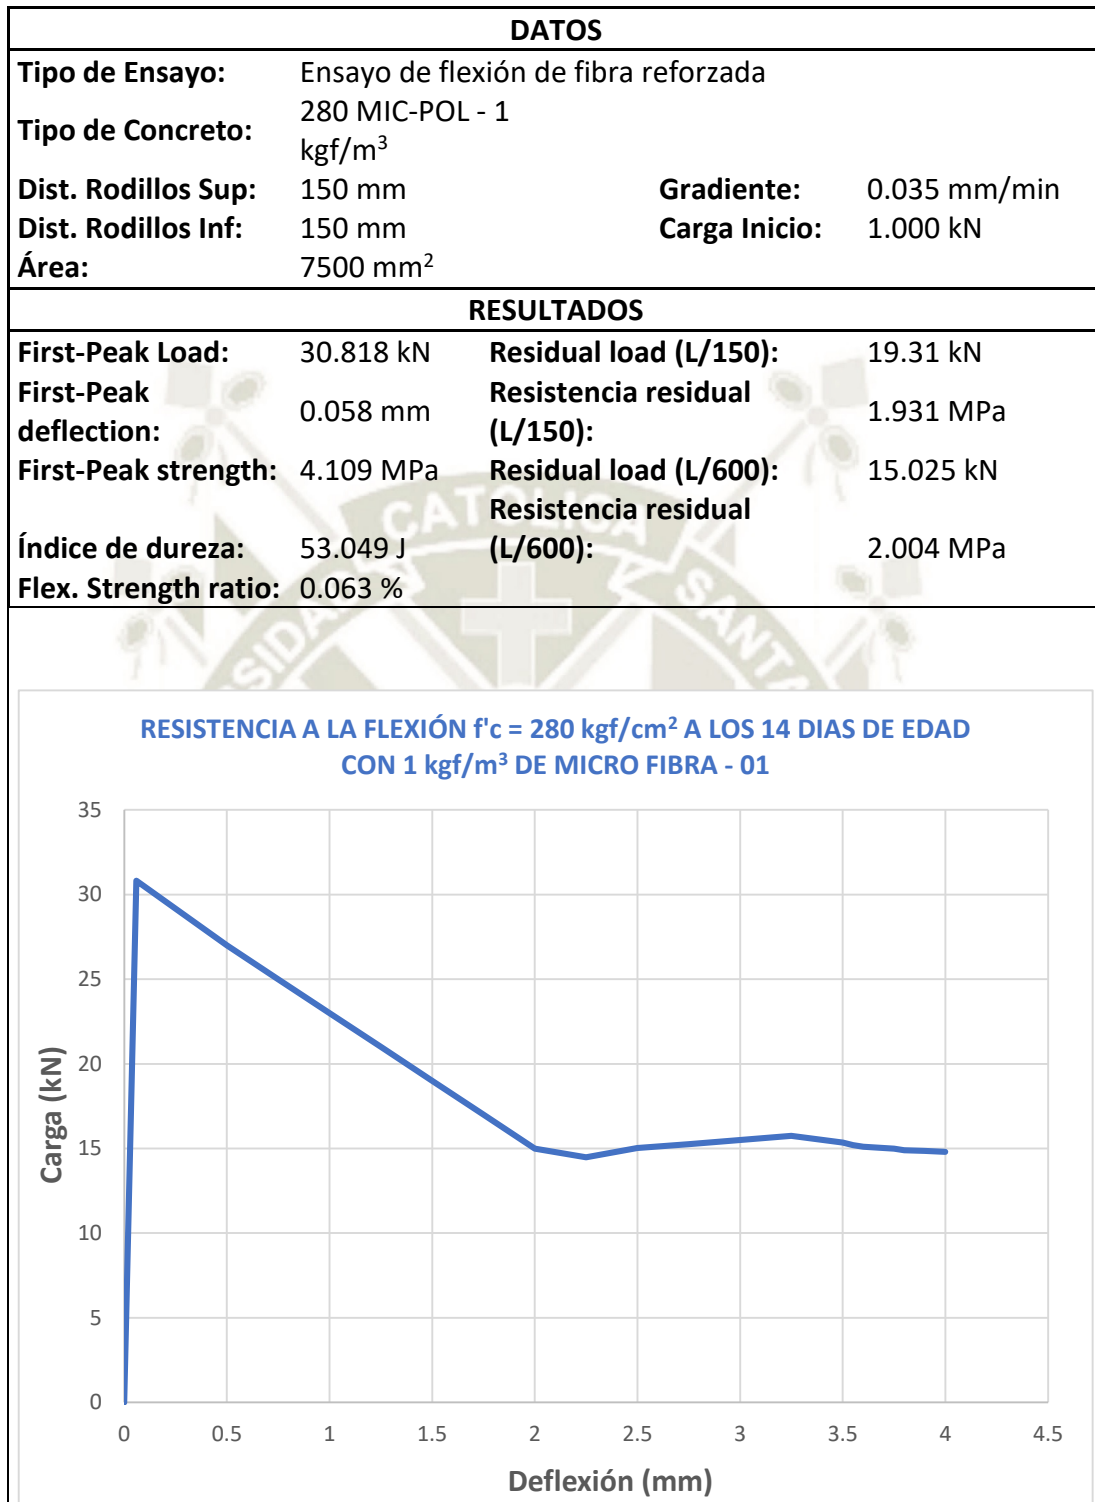 DATOS
Tipo de Ensayo: Ensayo de flexión de fibra reforzada
Tipo de Concreto: 280 MIC-POL - 1
kgf/m³
Dist. Rodillos Sup: 150 mm Gradiente: 0.035 mm/min
Dist. Rodillos Inf: 150 mm Carga Inicio: 1.000 kN
Área: 7500 mm²
RESULTADOS
First-Peak Load: 30.818 kN Residual load (L/150): 19.31 kN
First-Peak
deflection: 0.058 mm Resistencia residual
(L/150): 1.931 MPa
First-Peak strength: 4.109 MPa Residual load (L/600): 15.025 kN
Resistencia residual
Índice de dureza: 53.049 J (L/600): 2.004 MPa
Flex. Strength ratio: 0.063 %
CATOLICA
SANTA
RESISTENCIA A LA FLEXIÓN f'c = 280 kgf/cm² A LOS 14 DIAS DE EDAD
CON 1 kgf/m³ DE MICRO FIBRA - 01
Carga (kN)
35
30
25
20
15
10
5
0
0 0.5 1 1.5 2 2.5 3 3.5 4 4.5
Deflexión (mm)